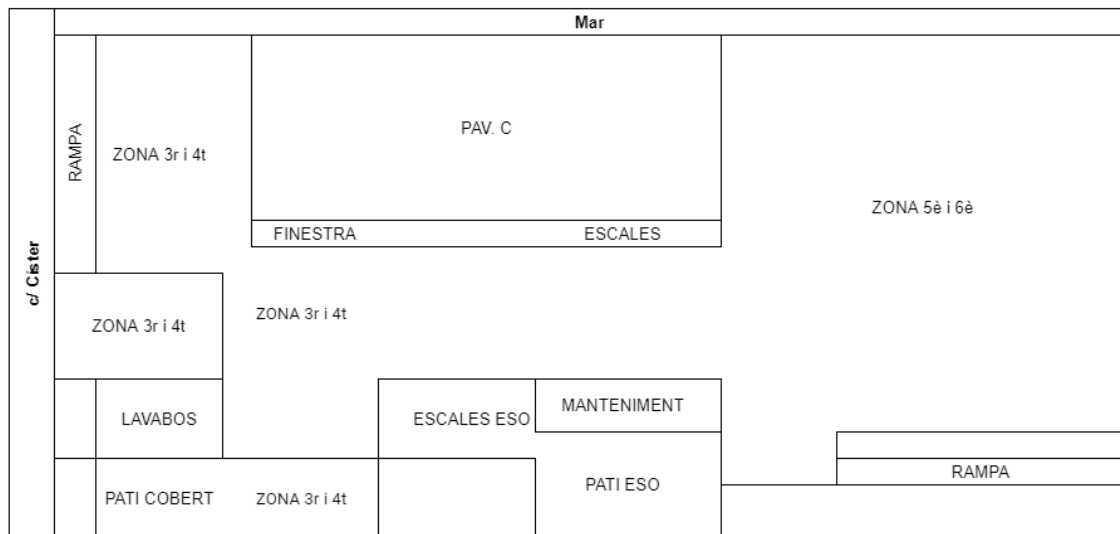 Mar
c/ Císter
RAMPA
ZONA 3r i 4t
PAV. C
ZONA 5è i 6è
FINESTRA
ESCALES
ZONA 3r i 4t
ZONA 3r i 4t
LAVABOS
ESCALES ESO
MANTENIMENT
PATI COBERT
ZONA 3r i 4t
PATI ESO
RAMPA